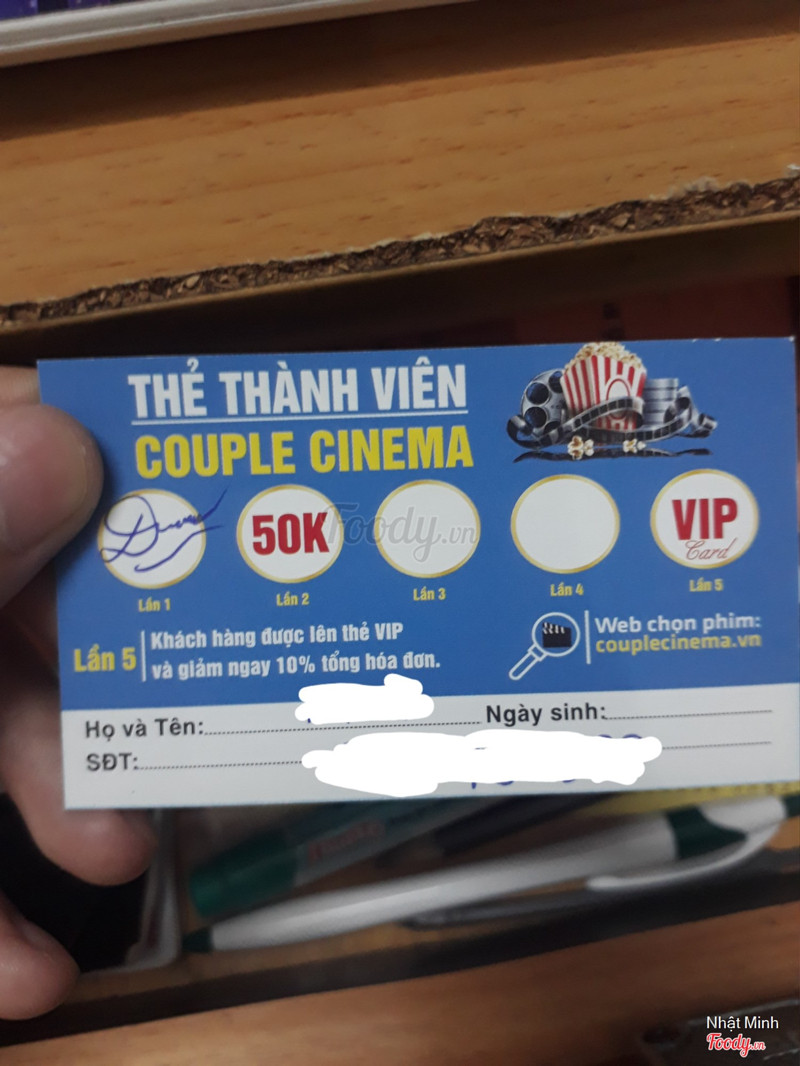 THẺ THÀNH VIÊN
COUPLE CINEMA
50K
VIP
Card
Lần 1
Lần 2
Lần 3
Lần 4
Lần 5
Foody.vn
Lần 5
Khách hàng được lên thẻ VIP
và giảm ngay 10% tổng hóa đơn.
Web chọn phim:
couplecinema.vn
Họ và Tên:
Ngày sinh:
SĐT:
Nhật Minh
Foody.vn